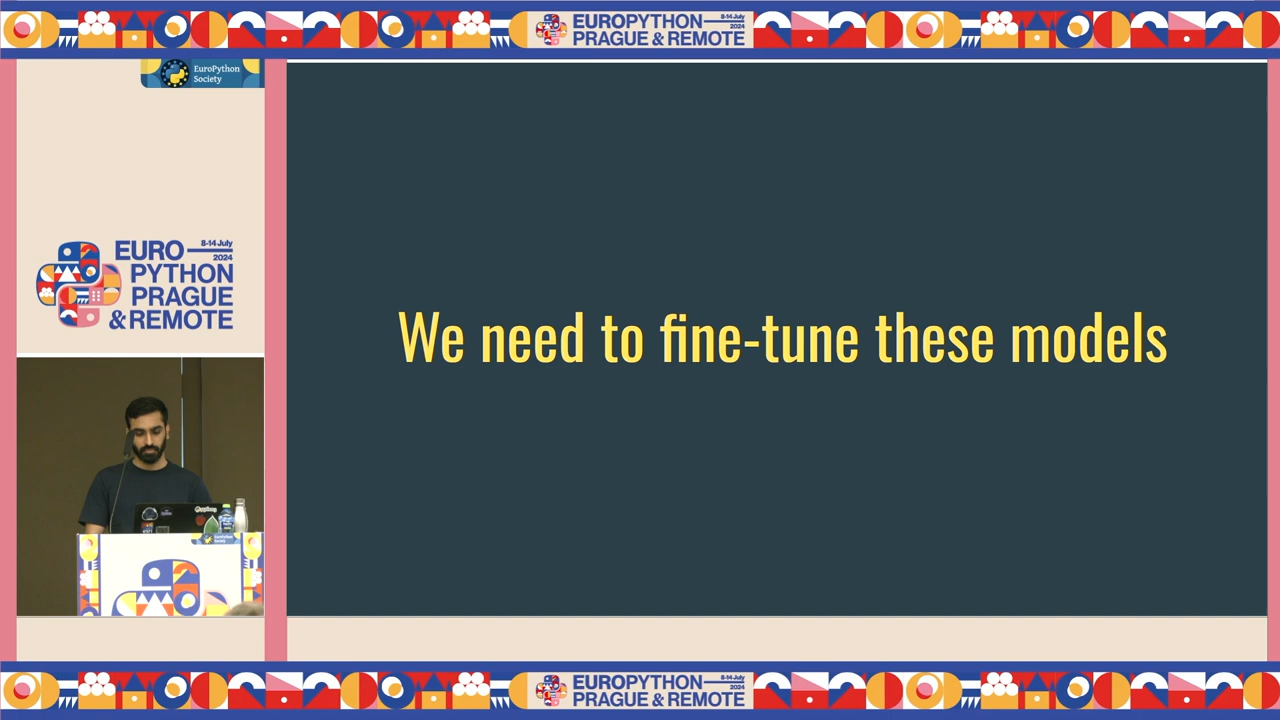 EUROPYTHON
8-14 July
2024
PRAGUE & REMOTE
EuroPython
Society
EURO
8-14 July
2024
PYTHON
PRAGUE
& REMOTE
We need to fine-tune these models
EUROPYTHON
8-14 July
2024
PRAGUE & REMOTE